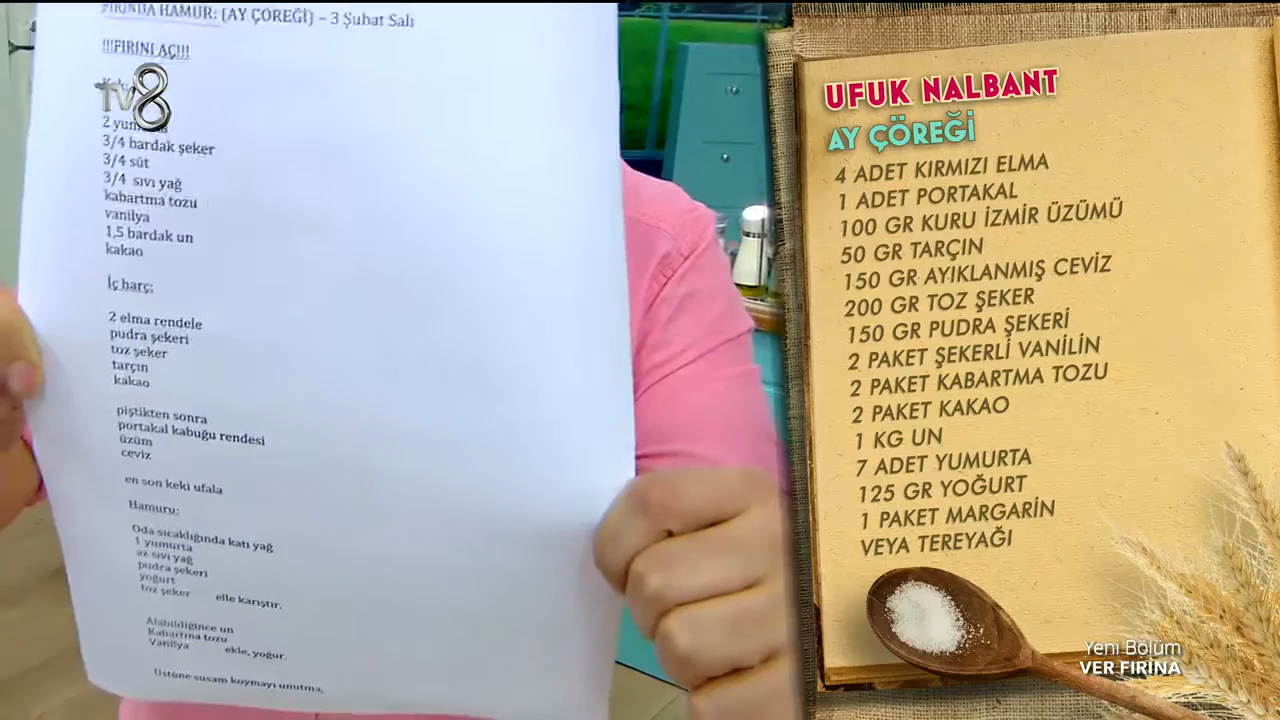 FIRINDA HAMUR: (AY ÇÖREĞİ) – 3 Şubat Salı
!!!FIRINI AÇ!!!
tv8
3/4 bardak şeker
3/4 süt
3/4 sıvı yağ
kabartma tozu
vanilya
1,5 bardak un
kakao
İç harç:
2 elma rendele
pudra şekeri
toz şeker
tarçın
kakao
piştikten sonra
portakal kabuğu rendesi
üzüm
ceviz
en son keki ufala
Hamuru:
Oda sıcaklığında katı yağ
1 yumurta
az sıvı yağ
pudra şekeri
yoğurt
toz şeker elle karıştır.
Alabildiğince un
Kabartma tozu
Vanilya ekle, yoğur.
Üstüne susam koymayı unutma,
UFUK NALBANT
AY ÇÖREĞİ
4 ADET KIRMIZI ELMA
1 ADET PORTAKAL
100 GR KURU İZMİR ÜZÜMÜ
50 GR TARÇIN
150 GR AYIKLANMIŞ CEVİZ
200 GR TOZ ŞEKER
150 GR PUDRA ŞEKERİ
2 PAKET ŞEKERLİ VANİLİN
2 PAKET KABARTMA TOZU
2 PAKET KAKAO
1 KG UN
7 ADET YUMURTA
125 GR YOĞURT
1 PAKET MARGARİN
VEYA TEREYAĞI
Yeni Bölüm
VER FIRINA